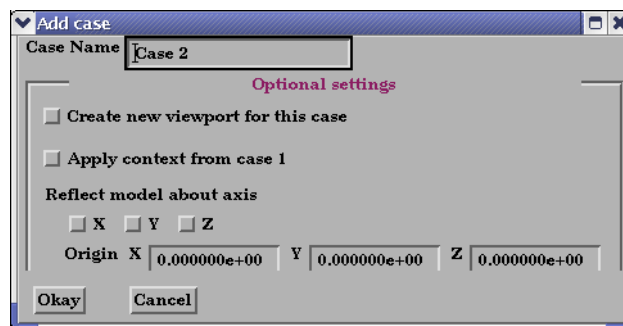 Add case
Case Name Case 2
Optional settings
Create new viewport for this case
Apply context from case 1
Reflect model about axis
X Y Z
Origin X 0.000000e+00 Y 0.000000e+00 Z 0.000000e+00
Okay Cancel